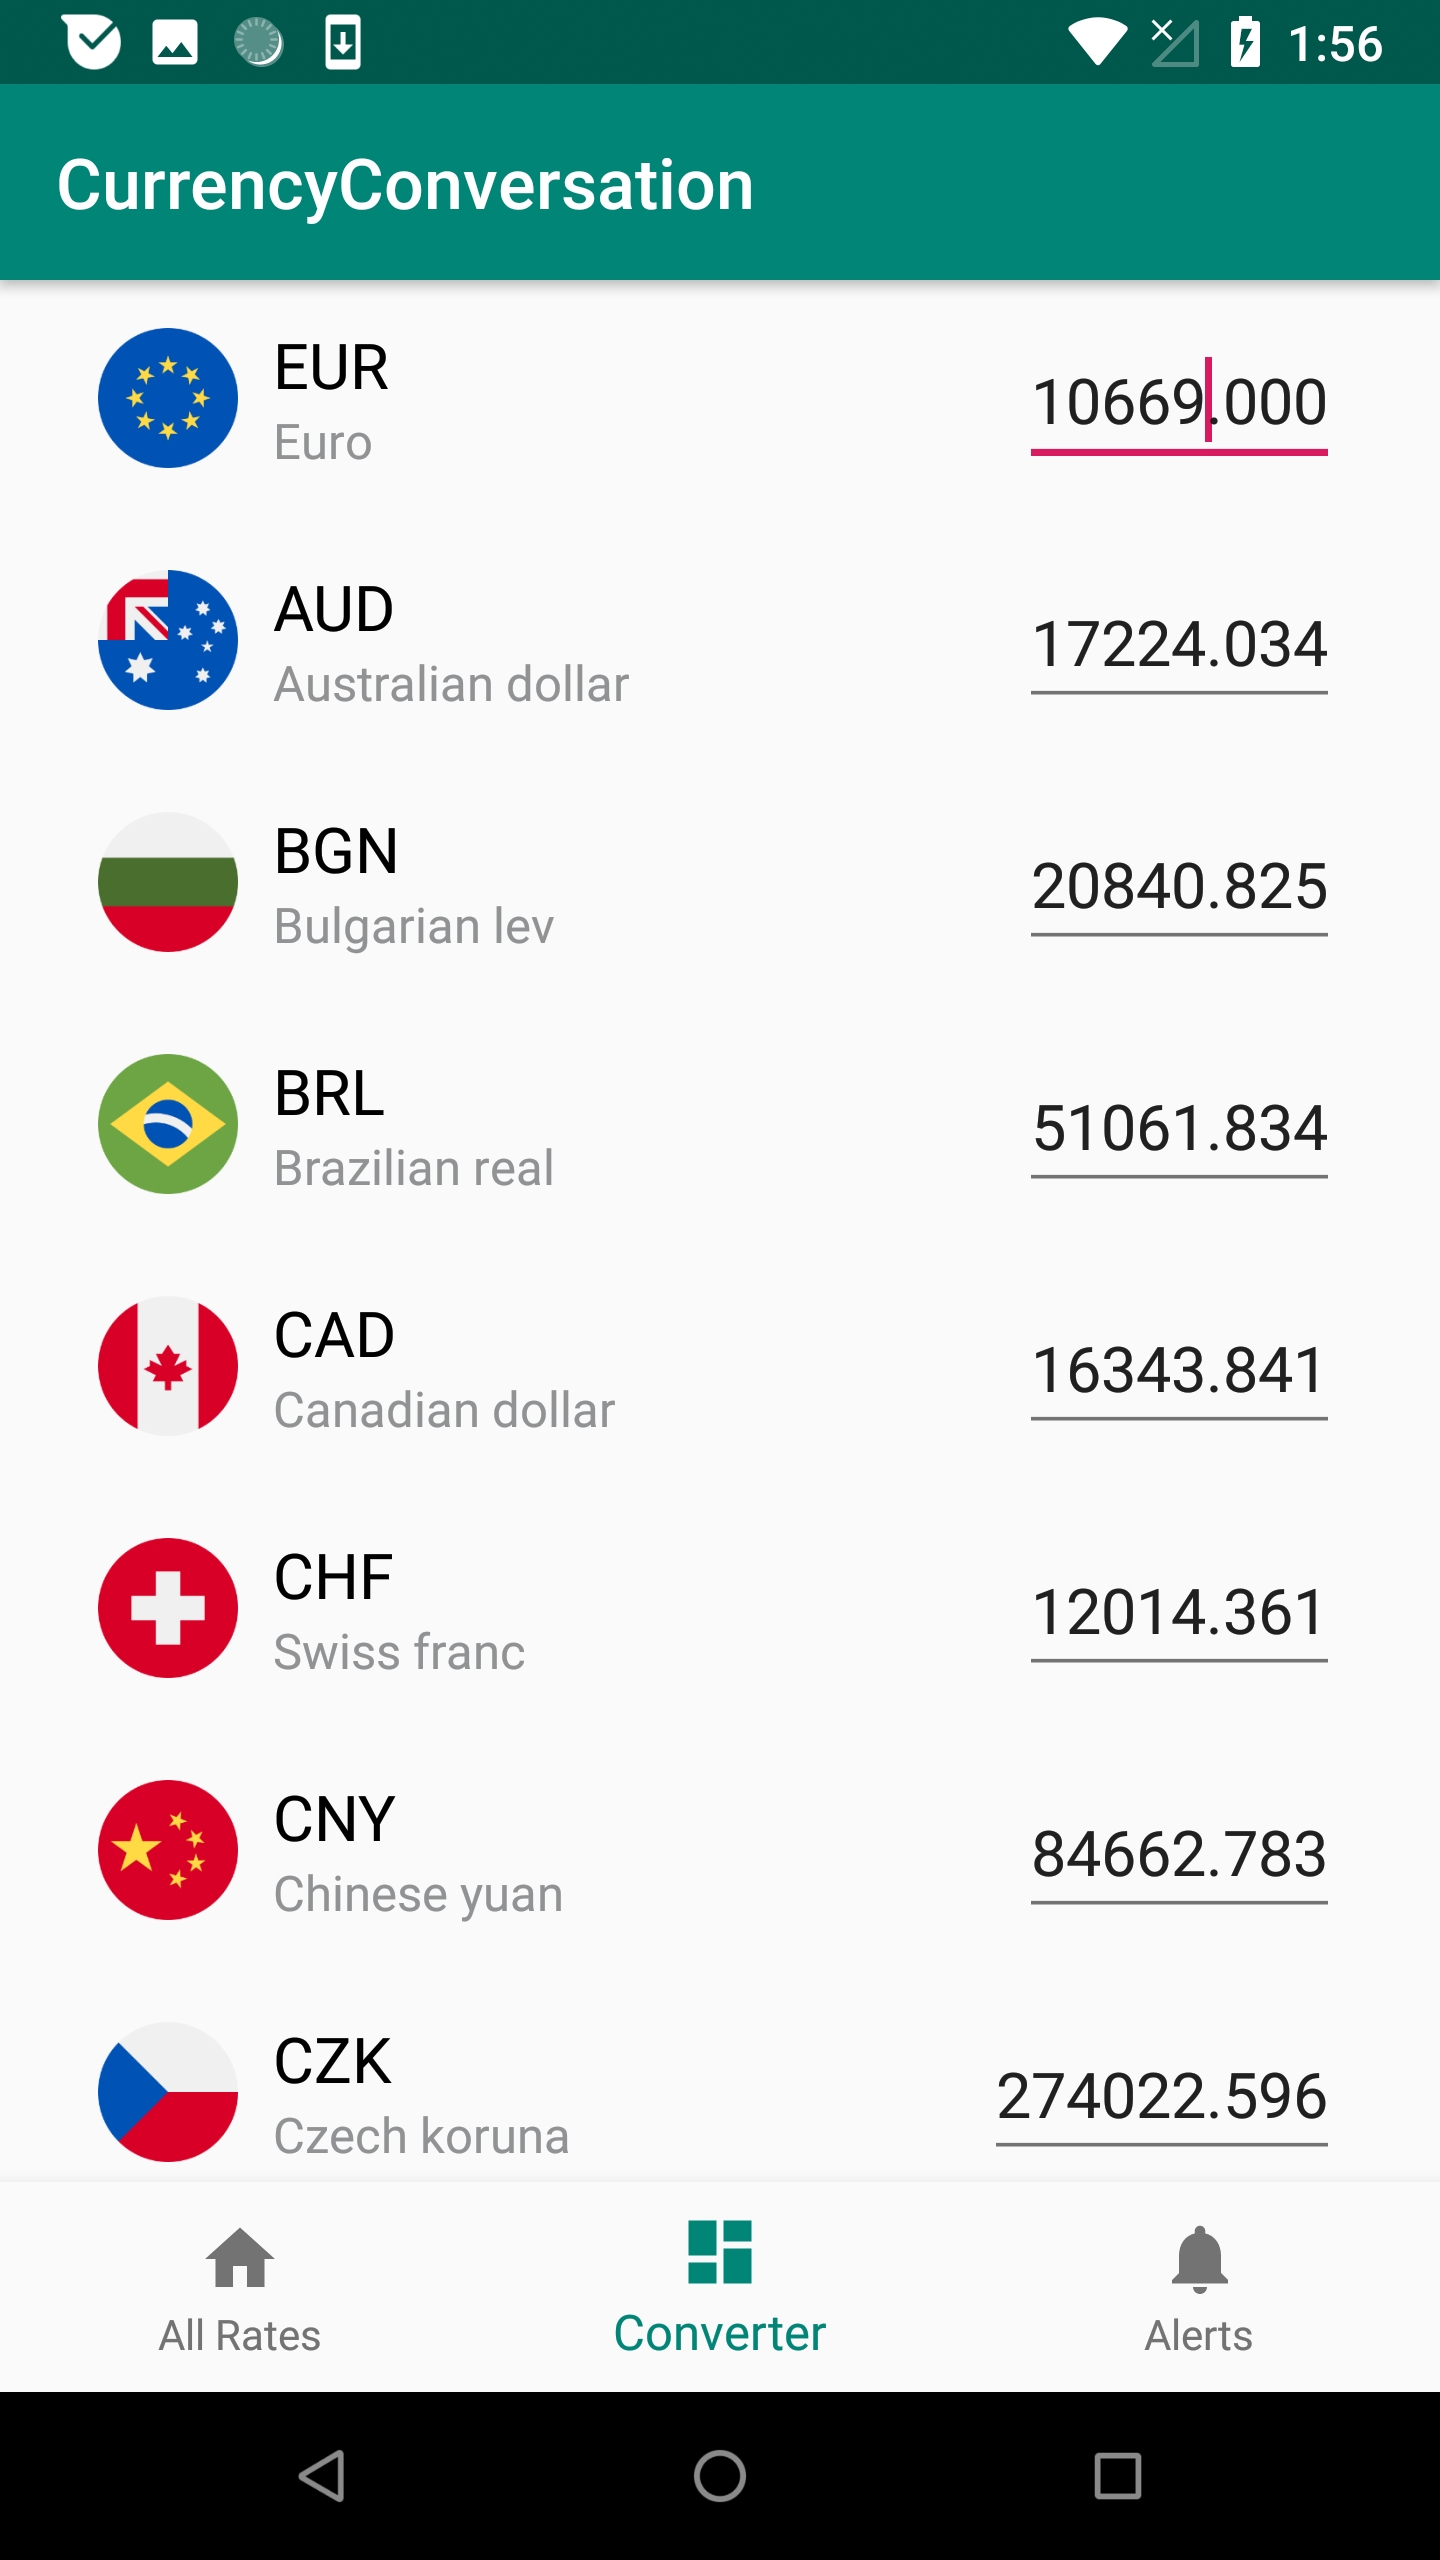 1:56
CurrencyConversation
EUR
Euro
10669.000
AUD
Australian dollar
17224.034
BGN
Bulgarian lev
20840.825
BRL
Brazilian real
51061.834
CAD
Canadian dollar
16343.841
CHF
Swiss franc
12014.361
CNY
Chinese yuan
84662.783
CZK
Czech koruna
274022.596
All Rates
Converter
Alerts